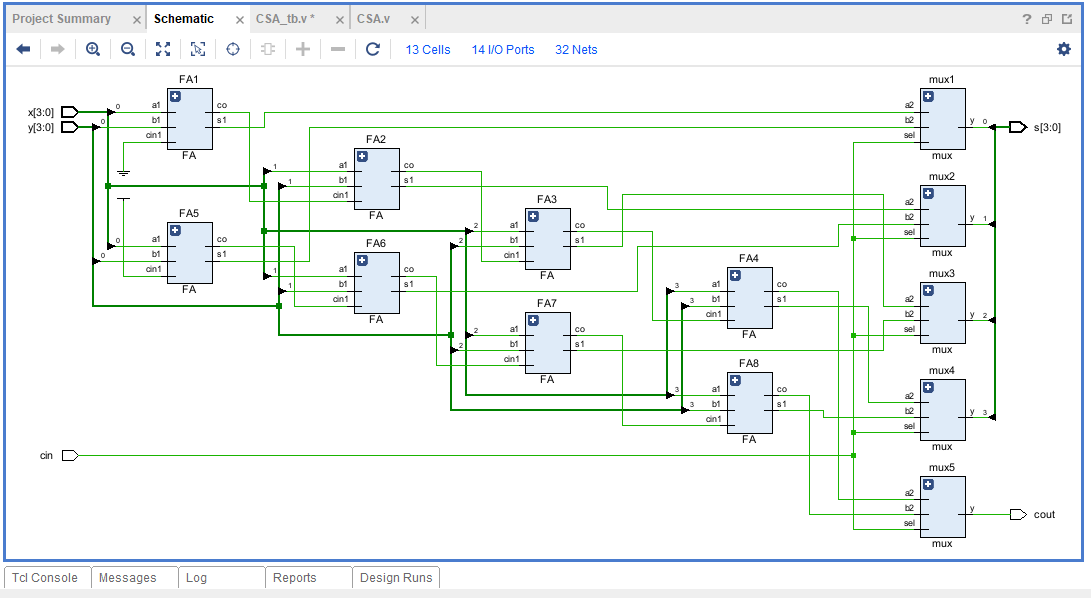 Project Summary × Schematic × CSA_tb.v * × CSA.v ×
13 Cells 14 I/O Ports 32 Nets
x[3:0]
y[3:0]
0
0
FA1
a1
b1
cin1
co
s1
FA
0
0
FA5
a1
b1
cin1
co
s1
FA
1
1
FA2
a1
b1
cin1
co
s1
FA
1
1
FA6
a1
b1
cin1
co
s1
FA
2
2
FA3
a1
b1
cin1
co
s1
FA
2
2
FA7
a1
b1
cin1
co
s1
FA
3
3
FA4
a1
b1
cin1
co
s1
FA
3
3
FA8
a1
b1
cin1
co
s1
FA
mux1
a2
b2
sel
y 0
mux
s[3:0]
mux2
a2
b2
sel
y 1
mux
mux3
a2
b2
sel
y 2
mux
mux4
a2
b2
sel
y 3
mux
cin
mux5
a2
b2
sel
y
mux
cout
Tcl Console Messages Log Reports Design Runs